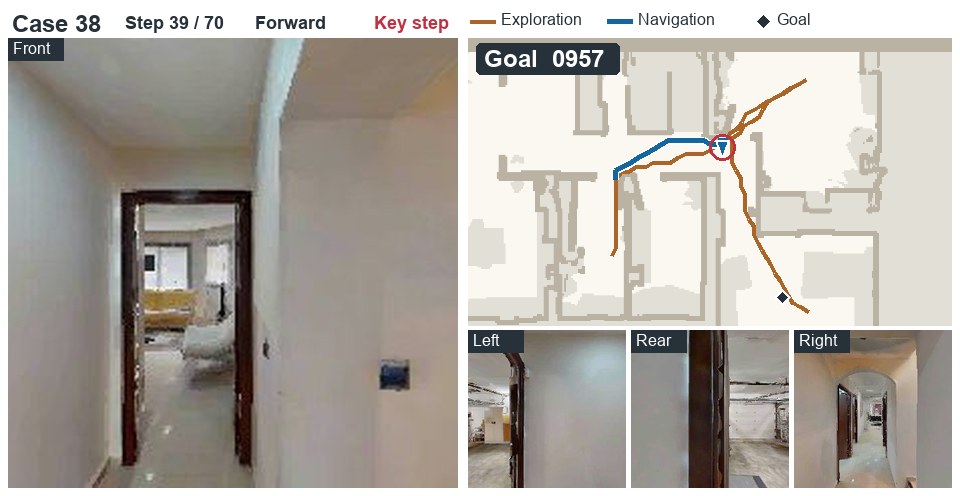 Case 38 Step 39 / 70 Forward Key step
Exploration Navigation Goal
Front
Goal 0957
Left
Rear
Right